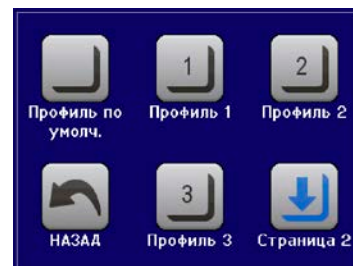 1
2
Профиль по
умолч.
Профиль 1
Профиль 2
3
НАЗАД
Профиль 3
Страница 2